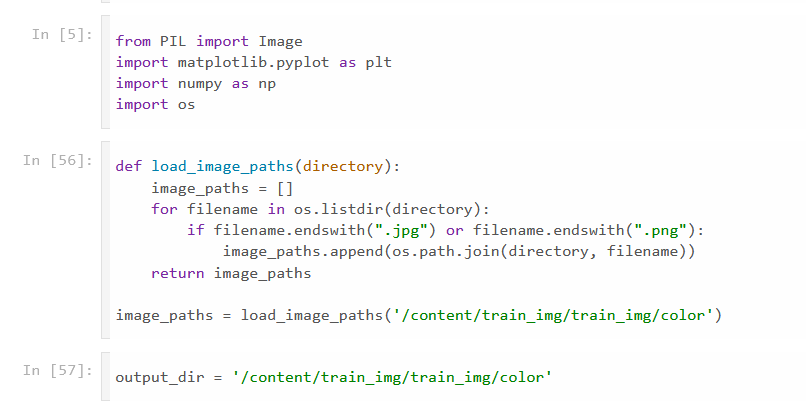 In [5]:
from PIL import Image
import matplotlib.pyplot as plt
import numpy as np
import os
In [56]:
def load_image_paths(directory):
    image_paths = []
    for filename in os.listdir(directory):
        if filename.endswith(".jpg") or filename.endswith(".png"):
            image_paths.append(os.path.join(directory, filename))
    return image_paths

image_paths = load_image_paths('/content/train_img/train_img/color')
In [57]:
output_dir = '/content/train_img/train_img/color'